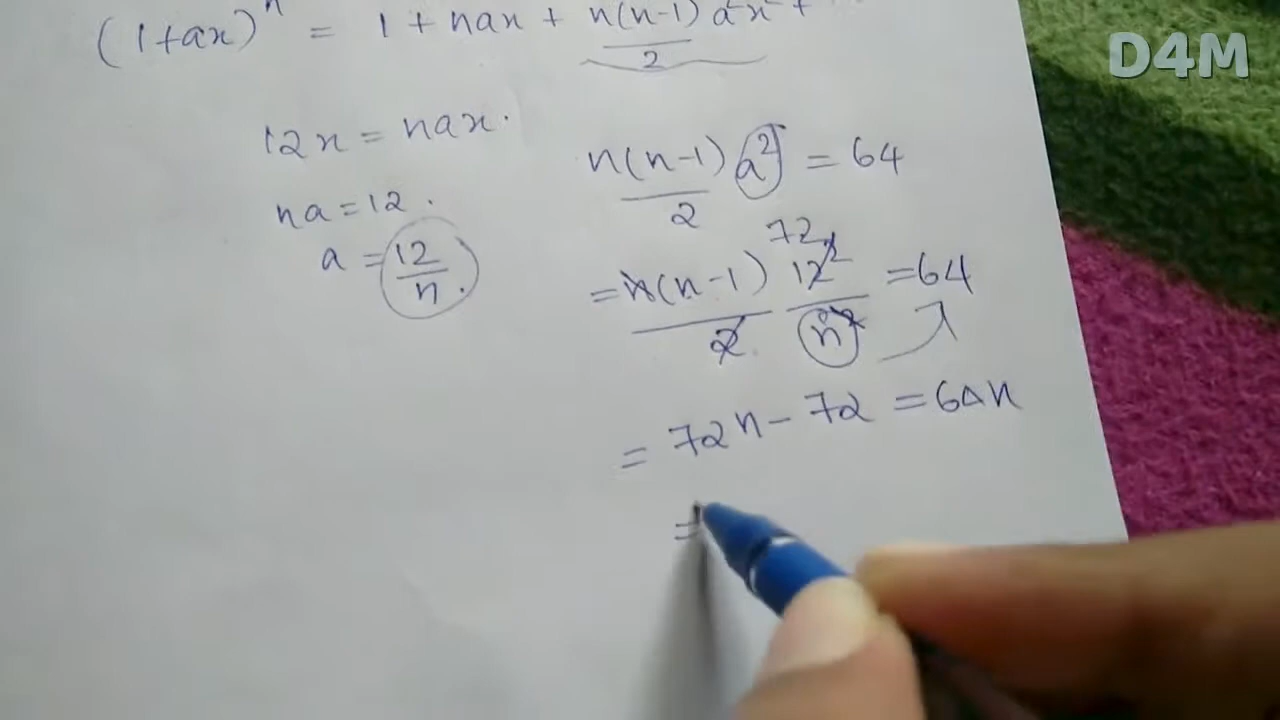 D4M
(1+ax)^n = 1 + nax + n(n-1)/2 a²x² +
12x = nax.
na = 12.
a = 12/n.
n(n-1)/2 a² = 64
72
= n(n-1)/2 12²/n² = 64
= 72n - 72 = 64n
=